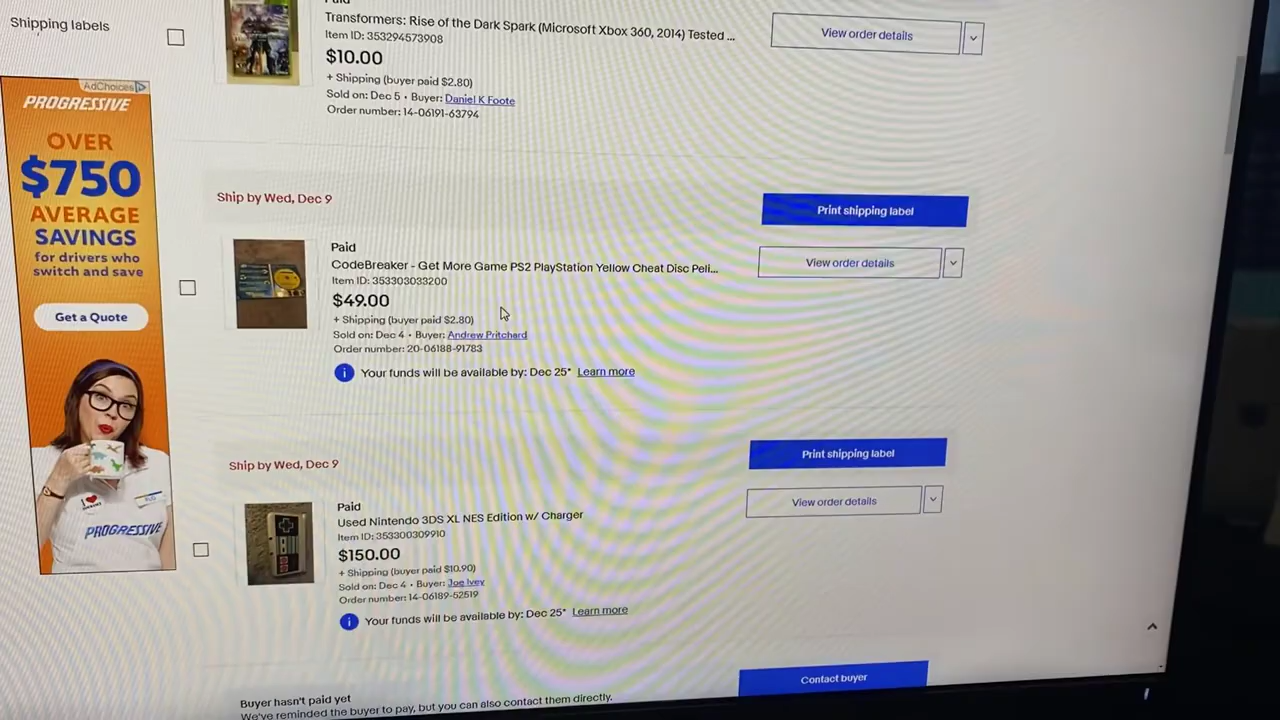 Shipping labels
Paid
Transformers: Rise of the Dark Spark (Microsoft Xbox 360, 2014) Tested ...
Item ID: 353294573908
$10.00
+ Shipping (buyer paid $2.80)
Sold on: Dec 5 • Buyer: Daniel K Foote
Order number: 14-06191-63794
View order details
AdChoices
PROGRESSIVE
OVER
$750
AVERAGE
SAVINGS
for drivers who
switch and save
Get a Quote
I
PROGRESSIVE
Ship by Wed, Dec 9
Print shipping label
Paid
CodeBreaker - Get More Game PS2 PlayStation Yellow Cheat Disc Peli...
Item ID: 353303033200
$49.00
+ Shipping (buyer paid $2.80)
Sold on: Dec 4 • Buyer: Andrew Pritchard
Order number: 20-06188-91783
Your funds will be available by: Dec 25* Learn more
View order details
Ship by Wed, Dec 9
Print shipping label
Paid
Used Nintendo 3DS XL NES Edition w/ Charger
Item ID: 353300309910
$150.00
+ Shipping (buyer paid $10.90)
Sold on: Dec 4 • Buyer: Joe Ivey
Order number: 14-06189-52519
Your funds will be available by: Dec 25* Learn more
View order details
Buyer hasn't paid yet
We've reminded the buyer to pay, but you can also contact them directly.
Contact buyer